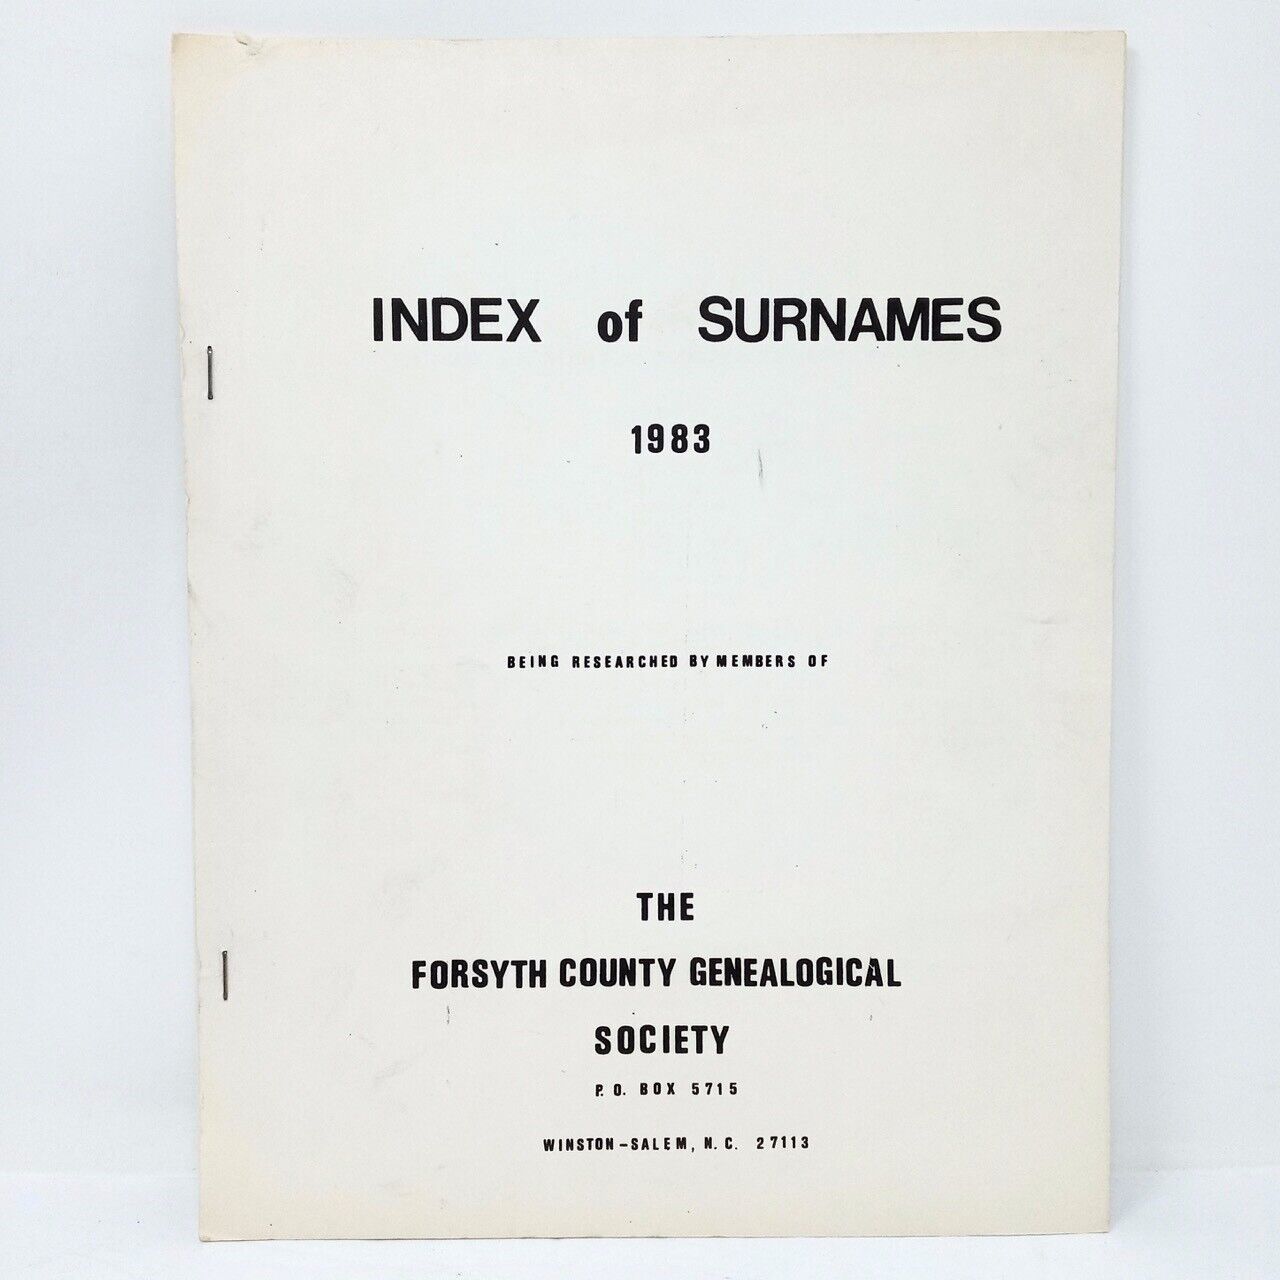 INDEX of SURNAMES
1983
BEING RESEARCHED BY MEMBERS OF
THE
FORSYTH COUNTY GENEALOGICAL
SOCIETY
P. O. BOX 5715
WINSTON-SALEM, N. C. 27113